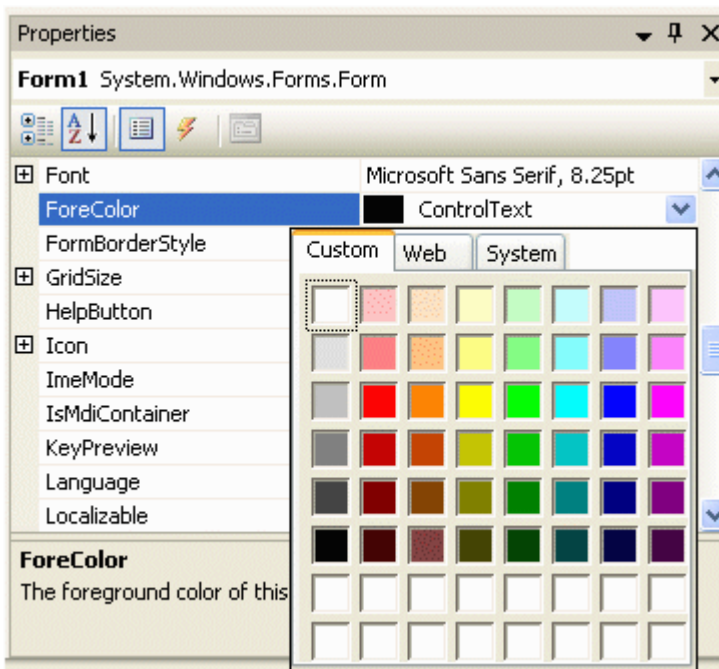 Properties
Form1 System.Windows.Forms.Form
Font Microsoft Sans Serif, 8.25pt
ForeColor ControlText
FormBorderStyle
Custom Web System
GridSize
HelpButton
Icon
ImeMode
IsMdiContainer
KeyPreview
Language
Localizable
ForeColor
The foreground color of this